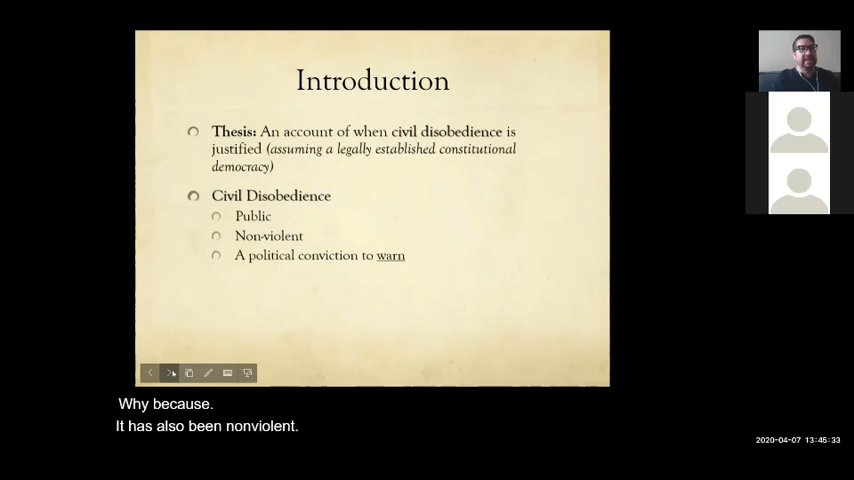 Introduction
Thesis: An account of when civil disobedience is
justified (assuming a legally established constitutional
democracy)
Civil Disobedience
Public
Non-violent
A political conviction to warn
Why because.
It has also been nonviolent.
2020-04-07 13:45:33